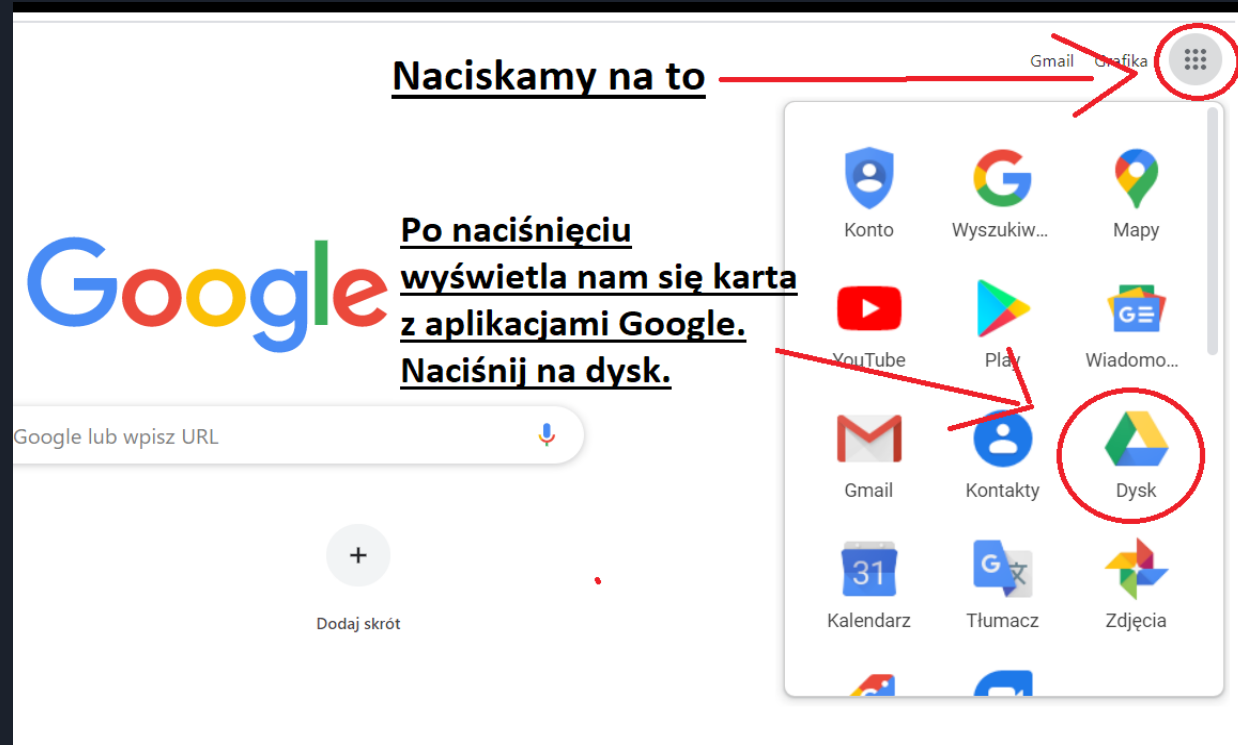 Gmail Grafika
Naciskamy na to
Konto Wyszukiw... Mapy
Po naciśnięciu
wyświetla nam się karta
z aplikacjami Google.
Naciśnij na dysk.
Google
YouTube Play Wiadomo...
Google lub wpisz URL
Gmail Kontakty Dysk
31
Kalendarz Tłumacz Zdjęcia
Dodaj skrót